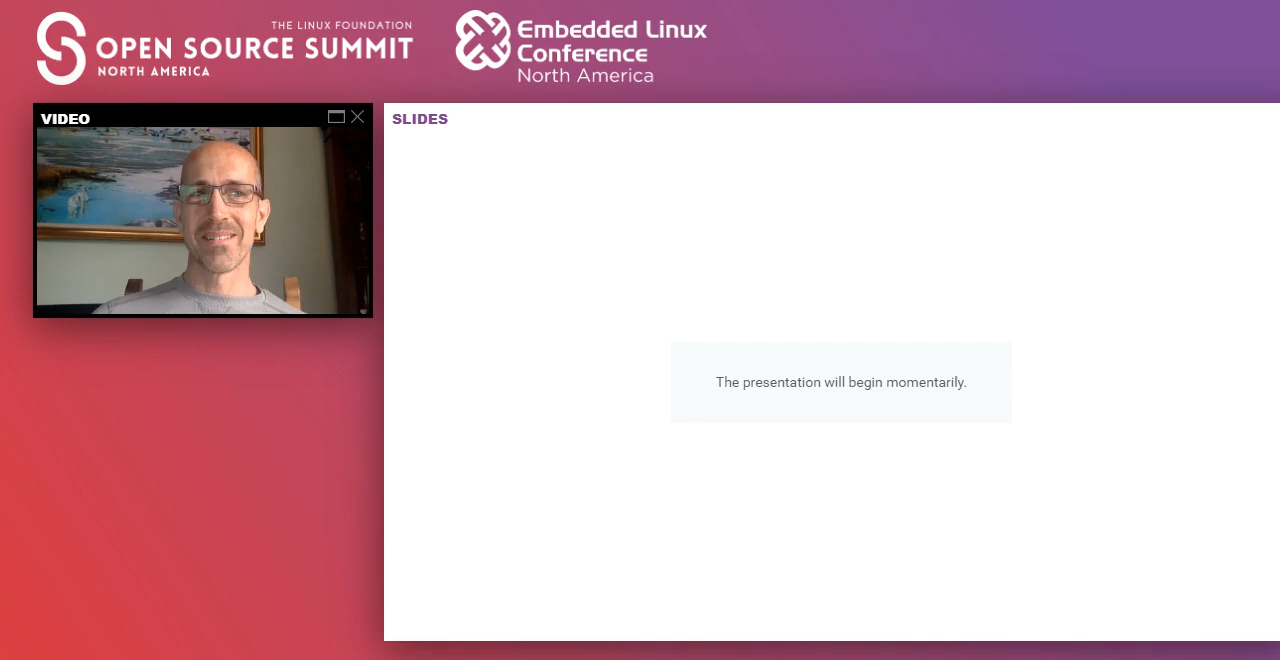 THE LINUX FOUNDATION
OPEN SOURCE SUMMIT
NORTH AMERICA
Embedded Linux
Conference
North America
VIDEO
SLIDES
The presentation will begin momentarily.